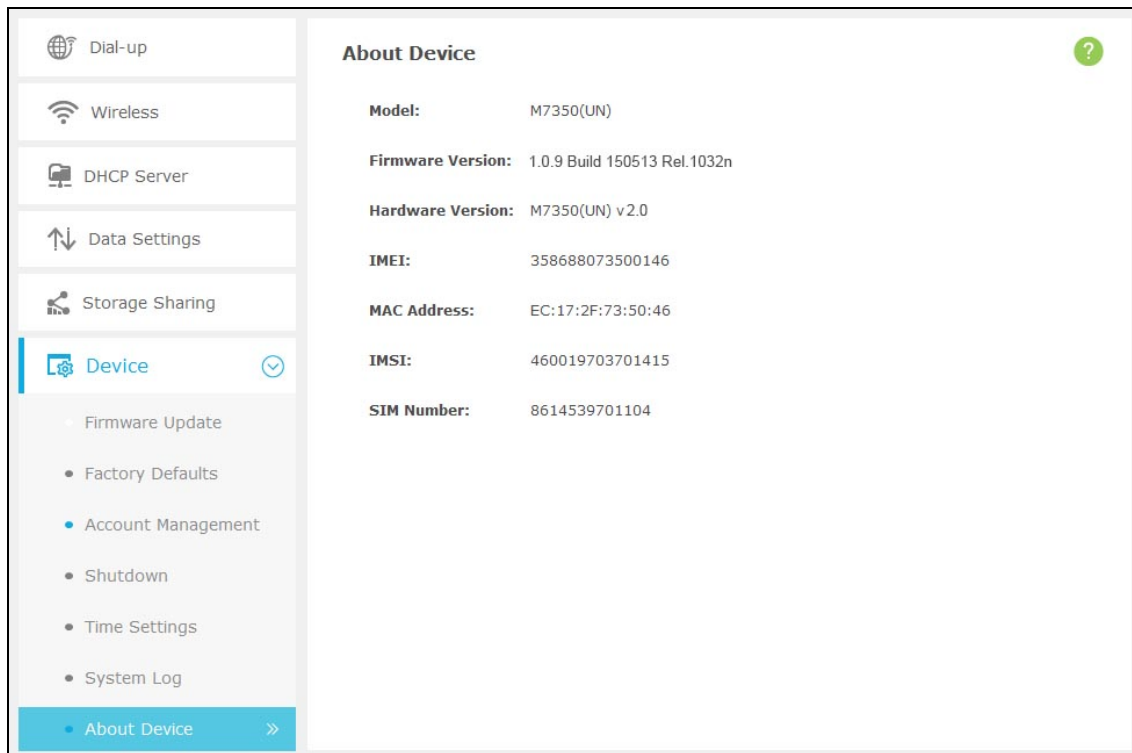 Dial-up
Wireless
DHCP Server
Data Settings
Storage Sharing
Device
Firmware Update
Factory Defaults
Account Management
Shutdown
Time Settings
System Log
About Device »
About Device
?
Model: M7350(UN)
Firmware Version: 1.0.9 Build 150513 Rel.1032n
Hardware Version: M7350(UN) v2.0
IMEI: 358688073500146
MAC Address: EC:17:2F:73:50:46
IMSI: 460019703701415
SIM Number: 8614539701104